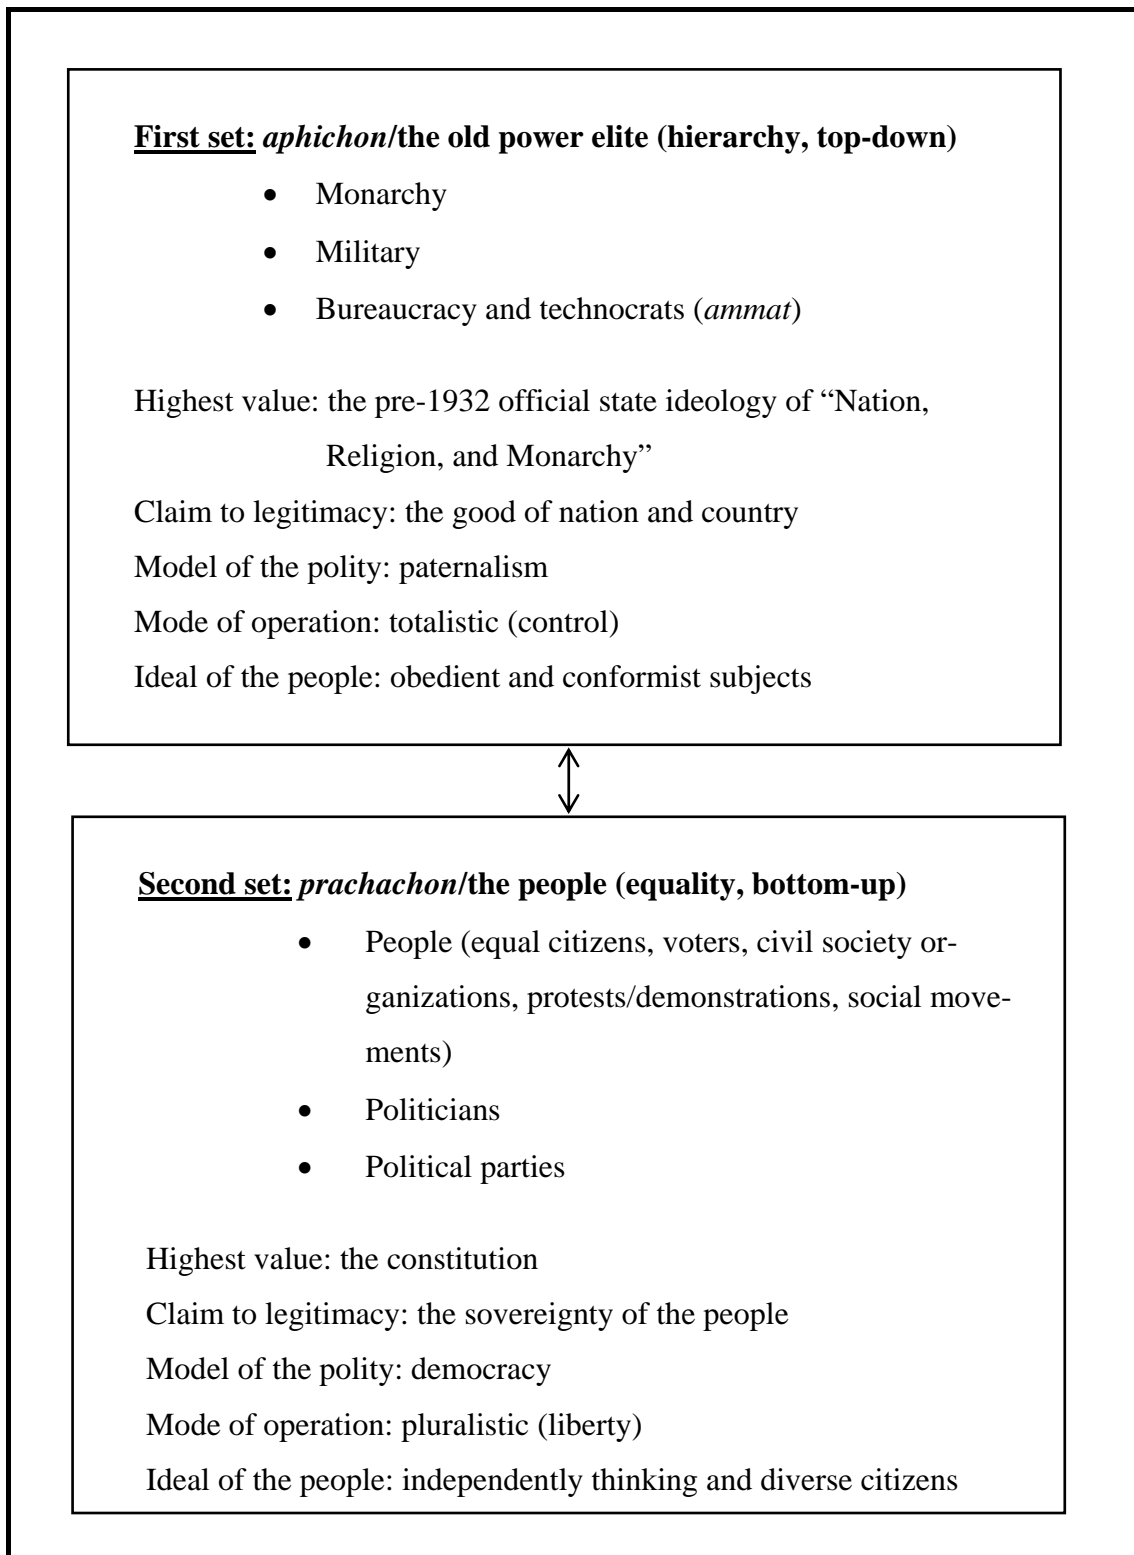 First set: aphichon/the old power elite (hierarchy, top-down)
• Monarchy
• Military
• Bureaucracy and technocrats (ammat)
Highest value: the pre-1932 official state ideology of “Nation,
Religion, and Monarchy”
Claim to legitimacy: the good of nation and country
Model of the polity: paternalism
Mode of operation: totalistic (control)
Ideal of the people: obedient and conformist subjects
Second set: prachachon/the people (equality, bottom-up)
• People (equal citizens, voters, civil society or-
ganizations, protests/demonstrations, social move-
ments)
• Politicians
• Political parties
Highest value: the constitution
Claim to legitimacy: the sovereignty of the people
Model of the polity: democracy
Mode of operation: pluralistic (liberty)
Ideal of the people: independently thinking and diverse citizens